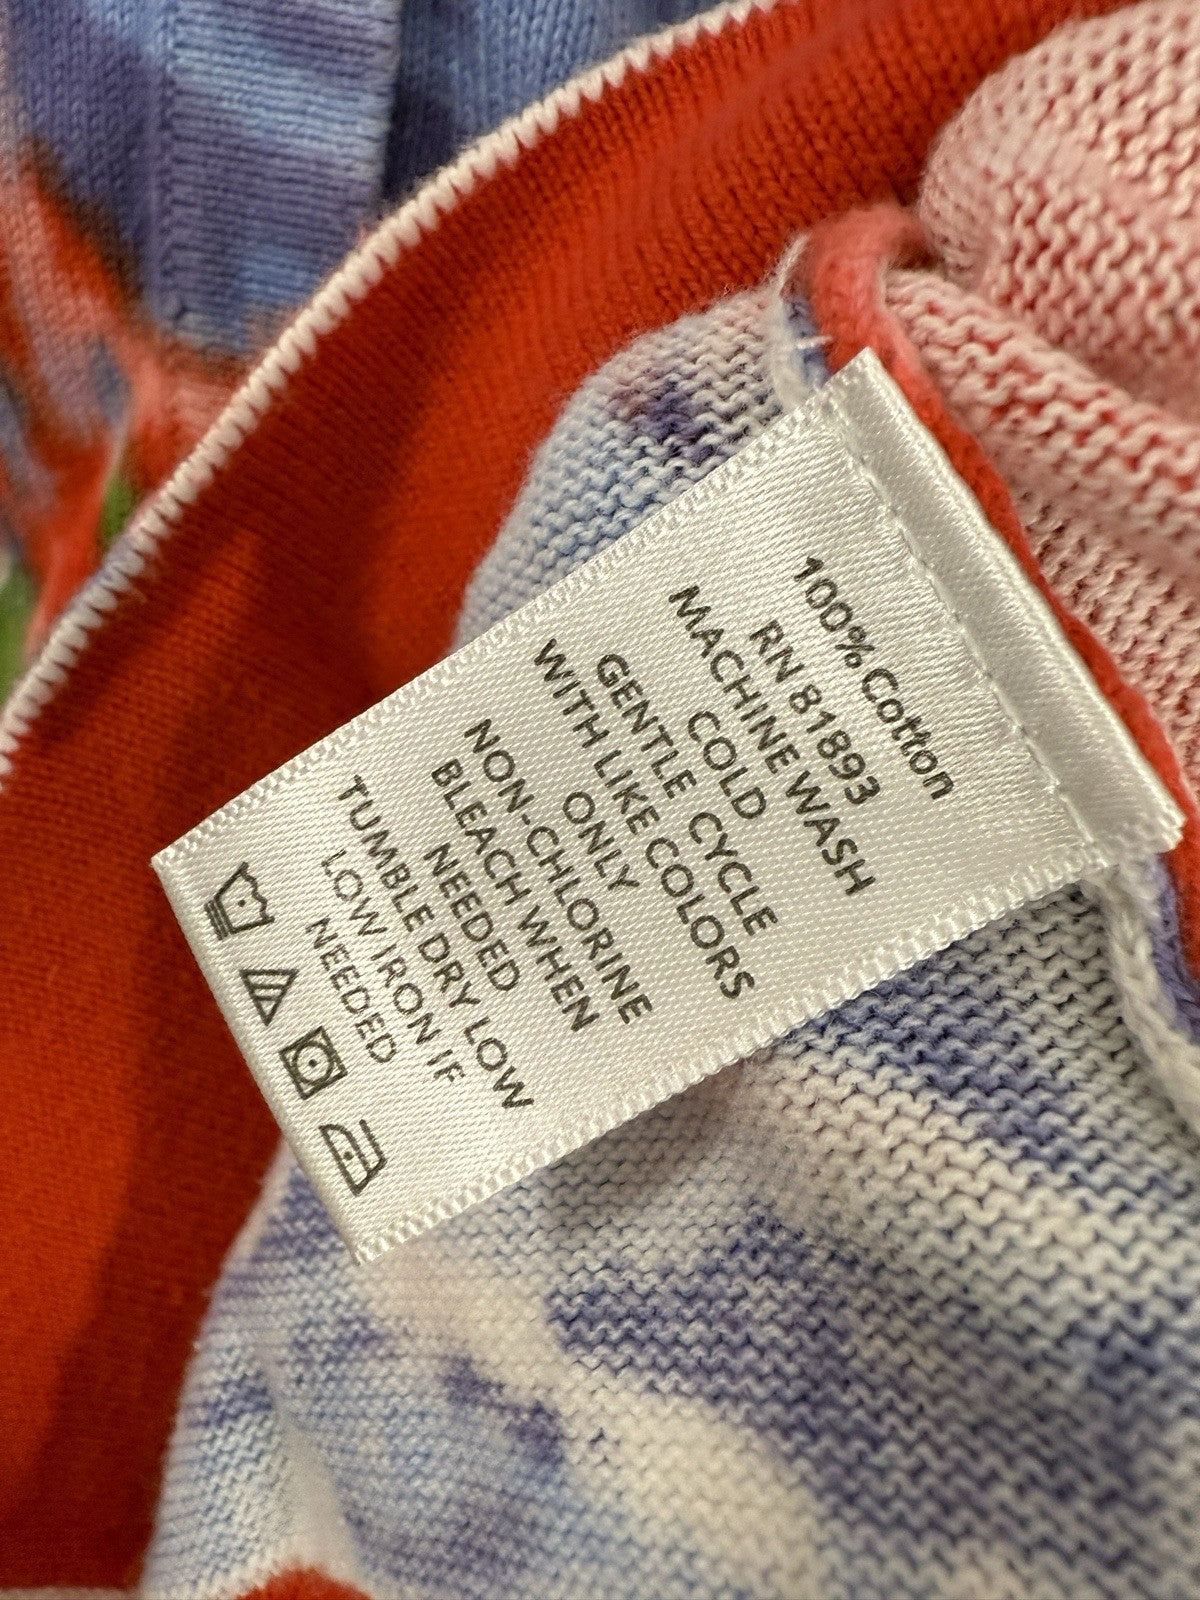 100% Cotton
RN 81893
MACHINE WASH
COLD
GENTLE CYCLE
WITH LIKE COLORS
ONLY
NON-CHLORINE
BLEACH WHEN
NEEDED
TUMBLE DRY LOW
LOW IRON IF
NEEDED